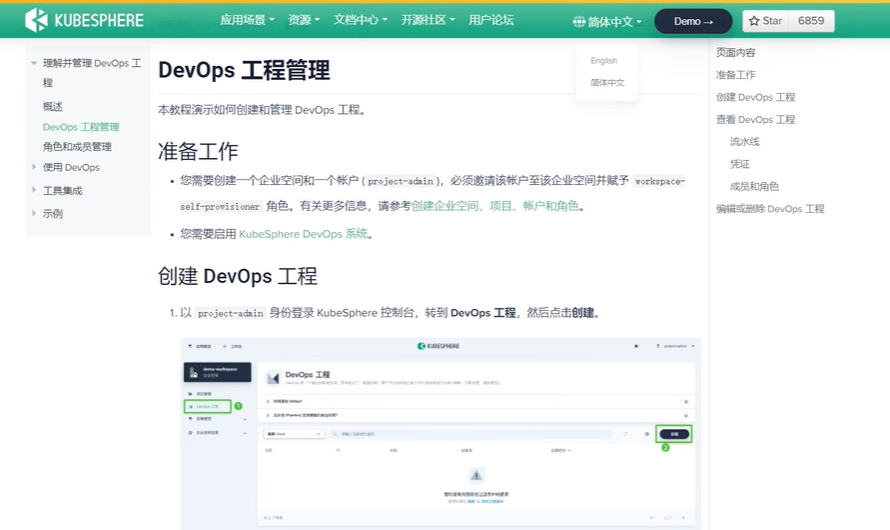 KUBESPHERE
应用场景
资源
文档中心
开源社区
用户论坛
简体中文
Demo →
Star
6859
English
简体中文
理解并管理 DevOps 工
程
概述
DevOps 工程管理
角色和成员管理
使用 DevOps
工具集成
示例
DevOps 工程管理
本教程演示如何创建和管理 DevOps 工程。
准备工作
• 您需要创建一个企业空间和一个帐户 (project-admin)，必须邀请该帐户至该企业空间并赋予 workspace-
self-provisioner 角色。有关更多信息，请参考创建企业空间、项目、帐户和角色。
• 您需要启用 KubeSphere DevOps 系统。
创建 DevOps 工程
1. 以 project-admin 身份登录 KubeSphere 控制台，转到 DevOps 工程，然后点击创建。
KUBESPHERE
project-admin
demo-workspace
DevOps 工程
DevOps 工程
1
创建
2
页面内容
准备工作
创建 DevOps 工程
查看 DevOps 工程
流水线
凭证
成员和角色
编辑或删除 DevOps 工程